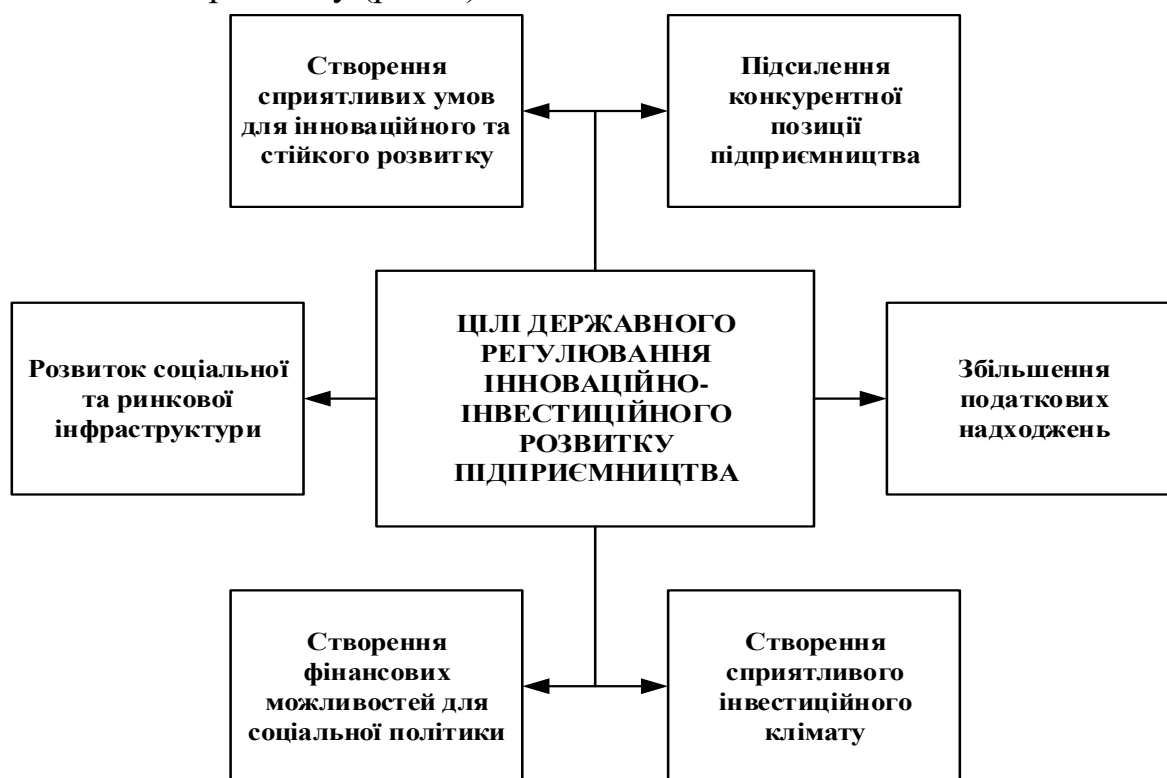 Створення
сприятливих умов
для інноваційного та
стійкого розвитку
Підсилення
конкурентної
позиції
підприємництва
ЦІЛІ ДЕРЖАВНОГО
РЕГУЛЮВАННЯ
ІННОВАЦІЙНО-
ІНВЕСТИЦІЙНОГО
РОЗВИТКУ
ПІДПРИЄМНИЦТВА
Розвиток соціальної
та ринкової
інфраструктури
Збільшення
податкових
надходжень
Створення
фінансових
можливостей для
соціальної політики
Створення
сприятливого
інвестиційного
клімату